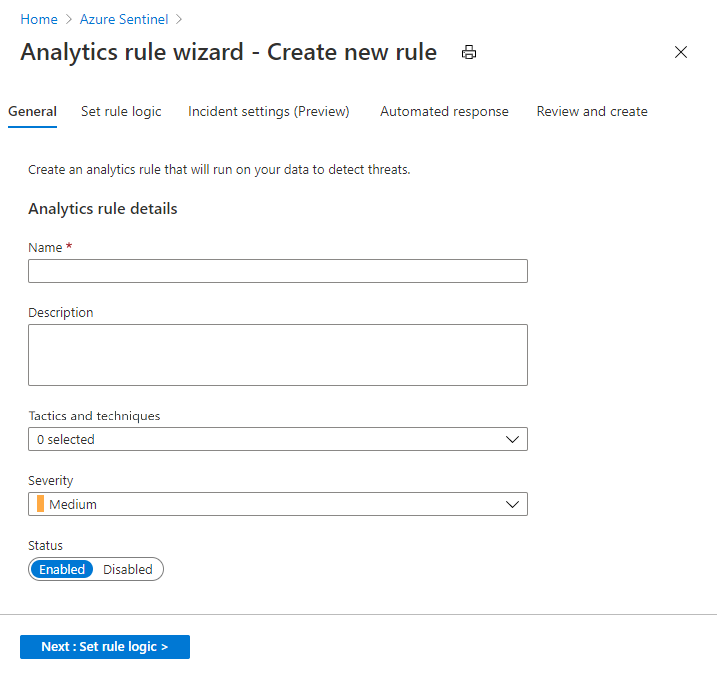 Home > Azure Sentinel >
Analytics rule wizard - Create new rule
General Set rule logic Incident settings (Preview) Automated response Review and create
Create an analytics rule that will run on your data to detect threats.
Analytics rule details
Name *
Description
Tactics and techniques
0 selected
Severity
Medium
Status
Enabled Disabled
Next : Set rule logic >